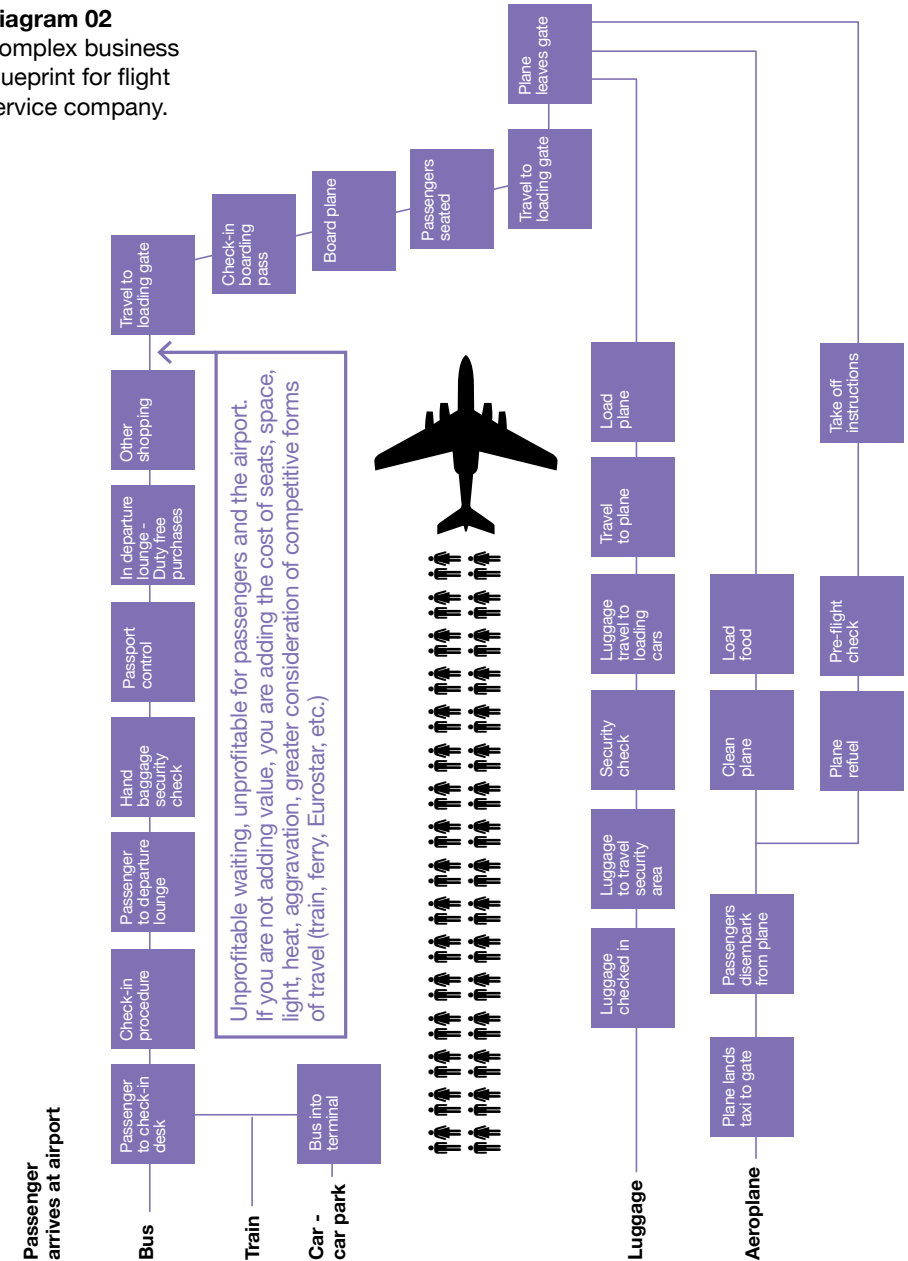 iagram 02
omplex business
ueprint for flight
ervice company.
Passenger
arrives at airport
Bus
Passenger
to check-in
desk
Check-in
procedure
Passenger
to departure
lounge
Hand
baggage
security
check
Passport
control
In departure
lounge -
Duty free
purchases
Other
shopping
Travel to
loading gate
Check-in
boarding
pass
Board plane
Passengers
seated
Travel to
loading gate
Plane
leaves gate
Train
Car -
car park
Bus into
terminal
Unprofitable waiting, unprofitable for passengers and the airport.
If you are not adding value, you are adding the cost of seats, space,
light, heat, aggravation, greater consideration of competitive forms
of travel (train, ferry, Eurostar, etc.)
Luggage
Luggage
checked in
Luggage
to travel
security
area
Security
check
Luggage
travel to
loading
cars
Travel
to plane
Load
plane
Aeroplane
Plane lands
taxi to gate
Passengers
disembark
from plane
Clean
plane
Load
food
Plane
refuel
Pre-flight
check
Take off
instructions